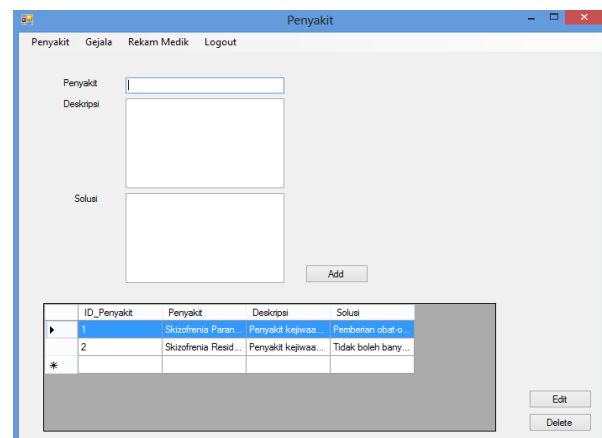 Penyakit
Penyakit Gejala Rekam Medik Logout
Penyakit
Deskripsi
Solusi
Add
ID_Penyakit Penyakit Deskripsi Solusi
1 Skizofrenia Paran... Penyakit kejiwaa... Pemberian obat-o...
2 Skizofrenia Resid... Penyakit kejiwaa... Tidak boleh bany...
Edit
Delete